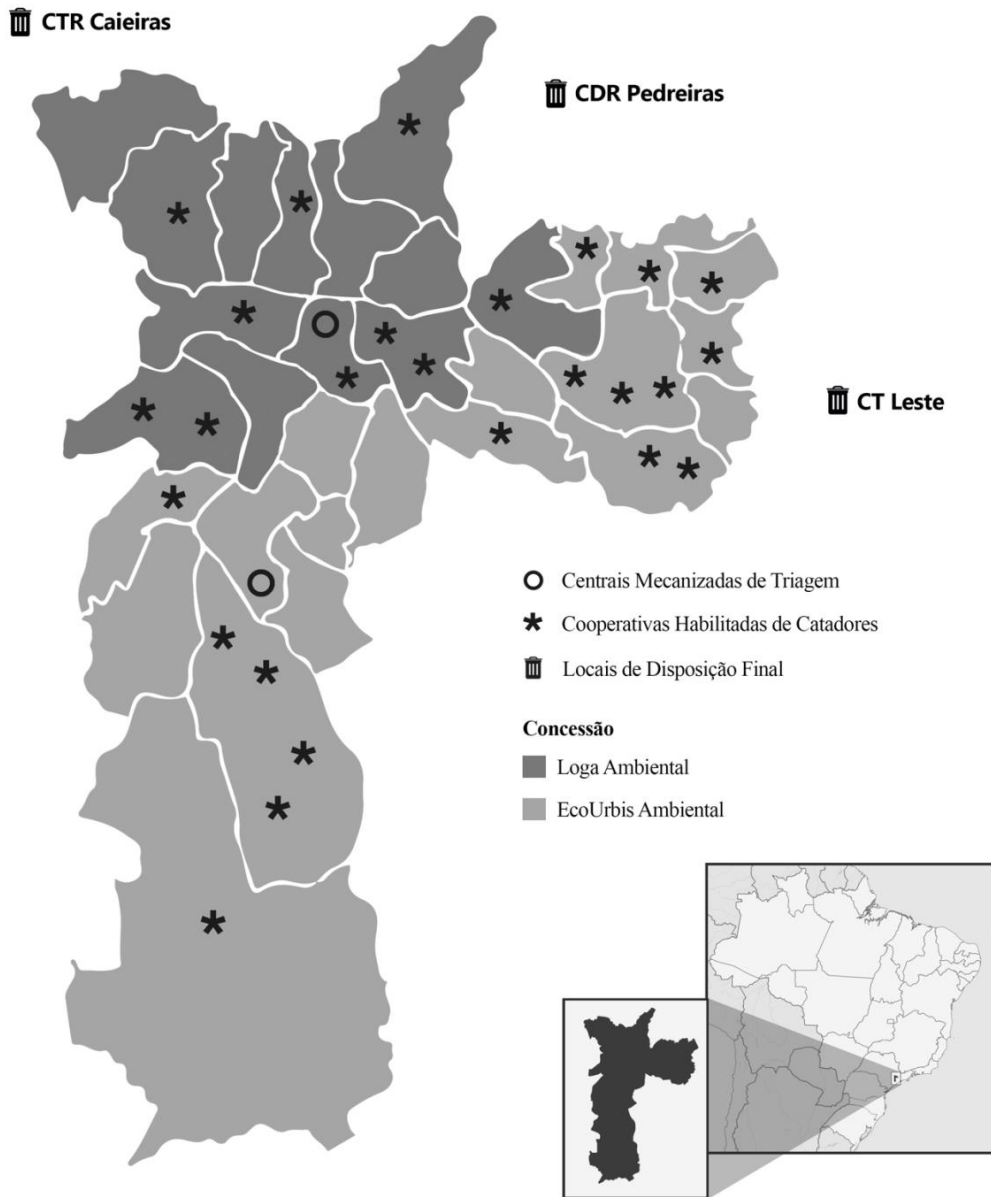 CTR Caieiras
CDR Pedreiras
CT Leste
Centrais Mecanizadas de Triagem
Cooperativas Habilitadas de Catadores
Locais de Disposição Final
Concessão
Loga Ambiental
EcoUrbis Ambiental